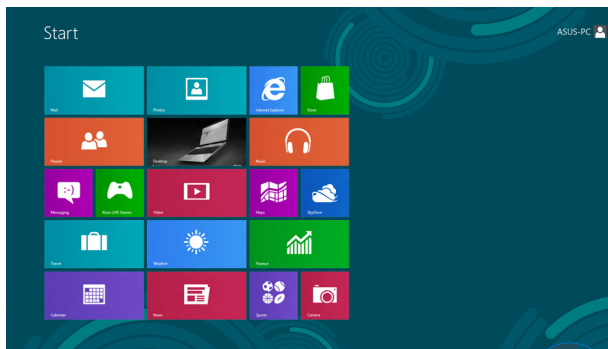 Start
ASUS-PC
Mail
Photos
Internet Explorer
Store
People
Desktop
Music
Messaging
Xbox LIVE Games
Video
Maps
SkyDrive
Travel
Weather
Finance
Calendar
News
Sports
Camera